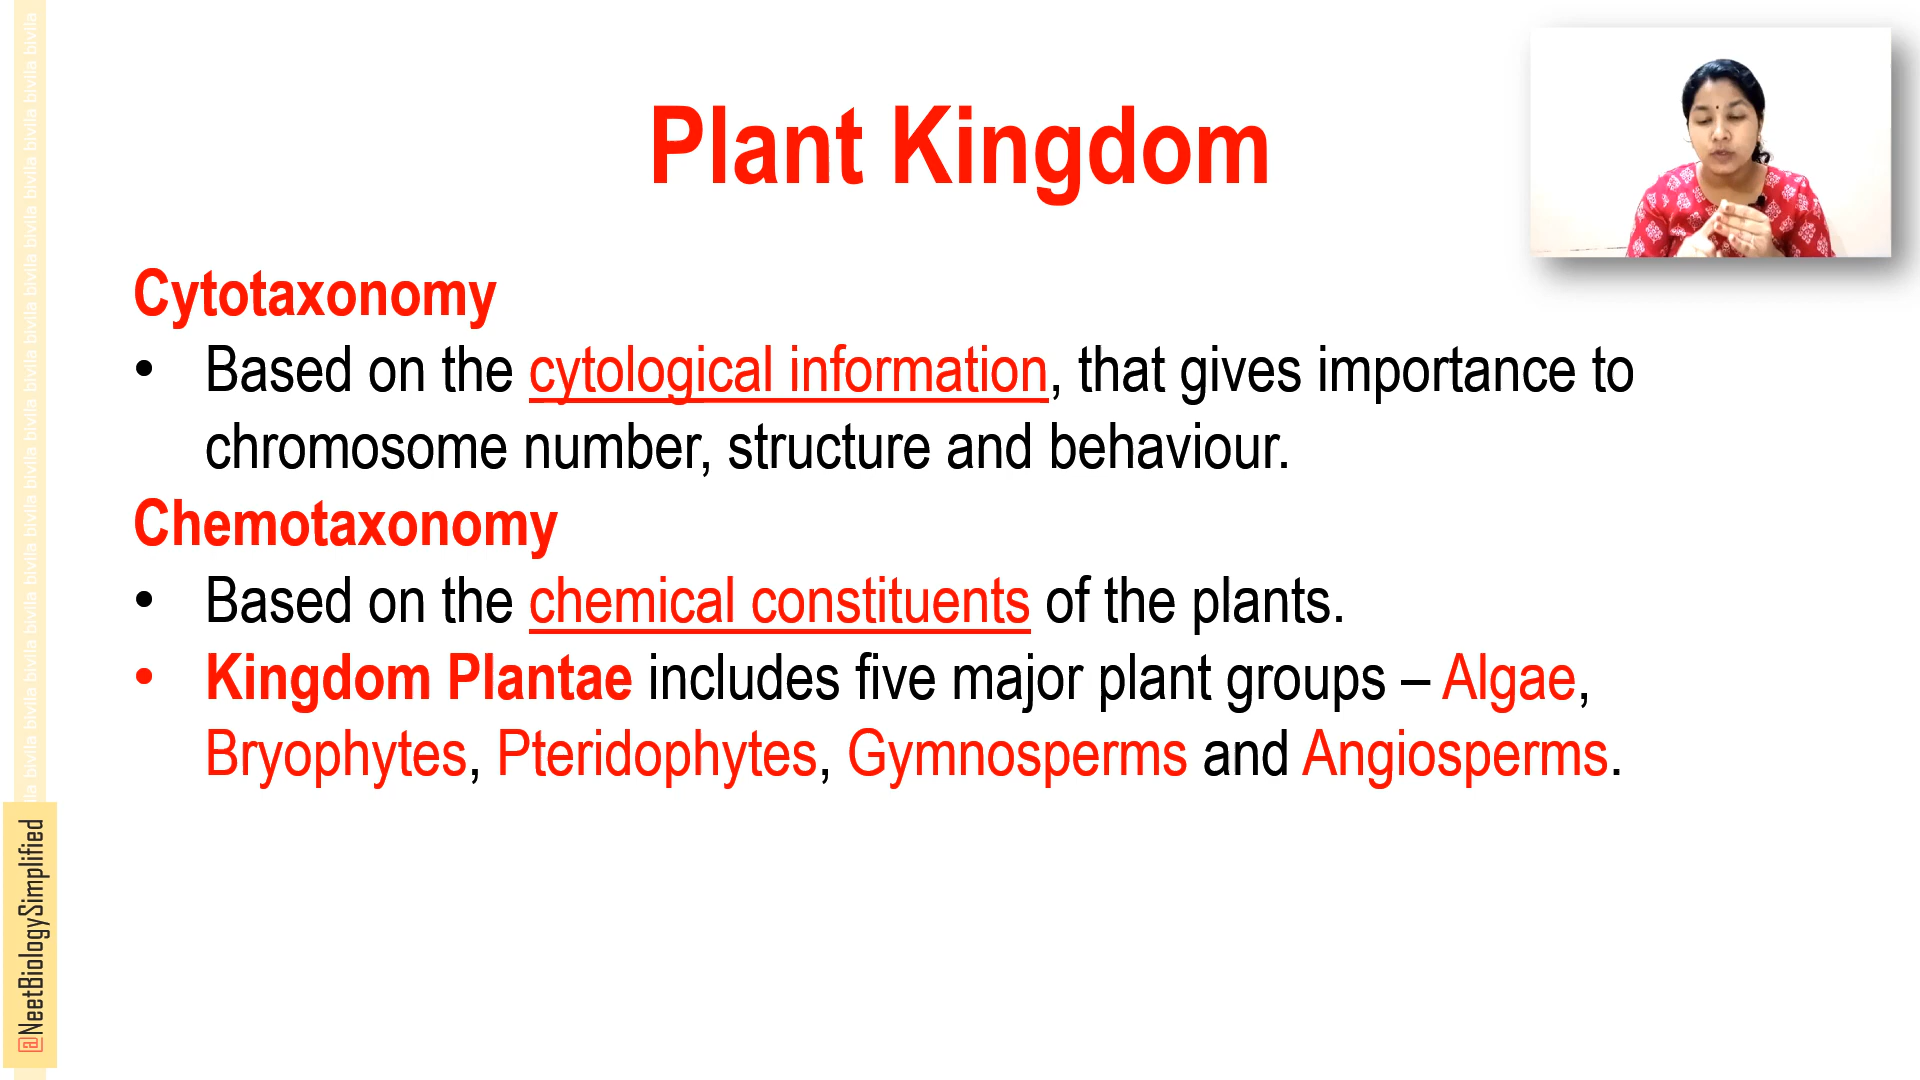 Plant Kingdom
Cytotaxonomy
• Based on the cytological information, that gives importance to
chromosome number, structure and behaviour.
Chemotaxonomy
• Based on the chemical constituents of the plants.
• Kingdom Plantae includes five major plant groups – Algae,
Bryophytes, Pteridophytes, Gymnosperms and Angiosperms.
@NeetBiologySimplified